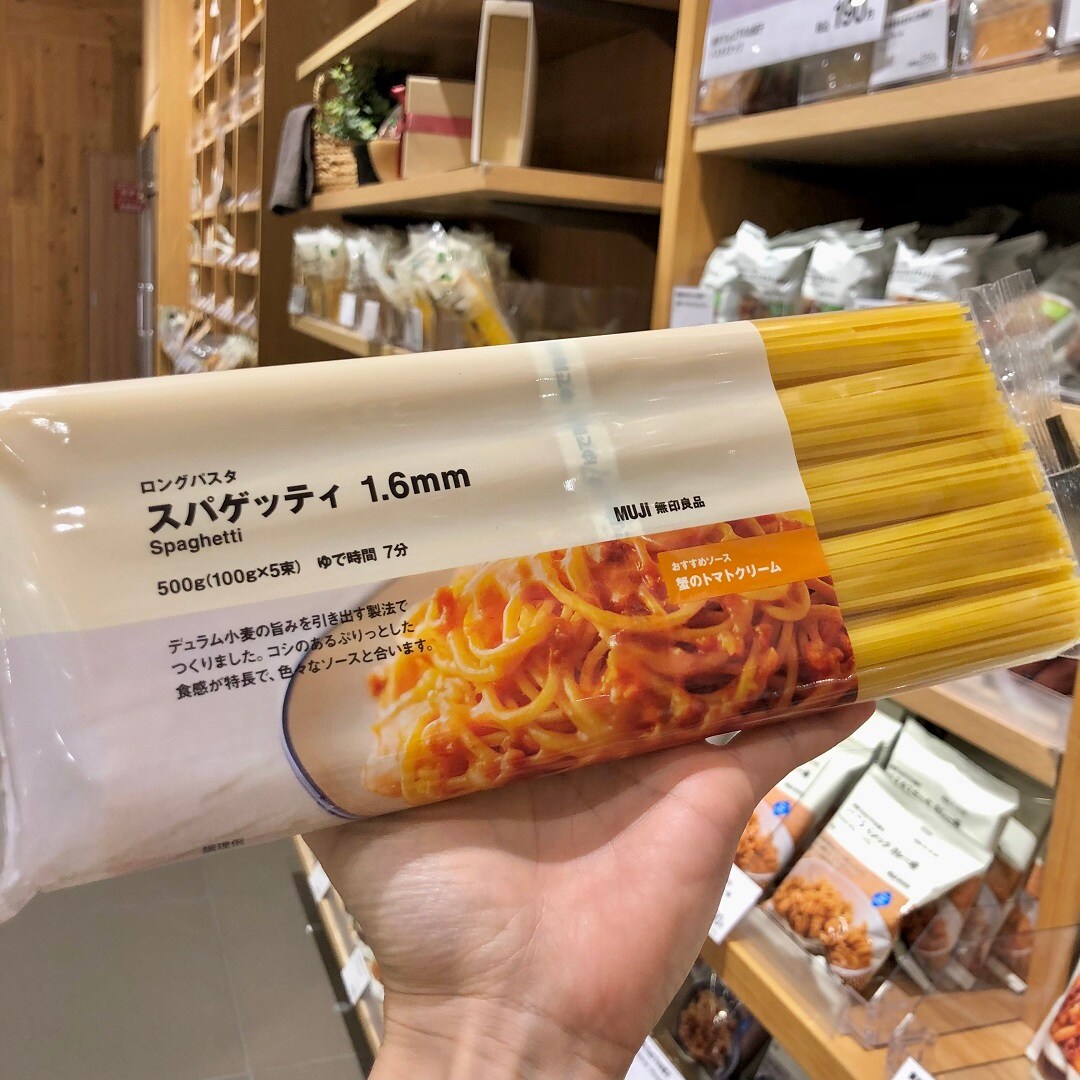 190
ロングパスタ
スパゲッティ 1.6mm
Spaghetti
500g(100g×5束) ゆで時間 7分
MUJI 無印良品
おすすめソース
蟹のトマトクリーム
デュラム小麦の旨みを引き出す製法で
つくりました。コシのあるぷりっとした
食感が特長で、色々なソースと合います。
調理例